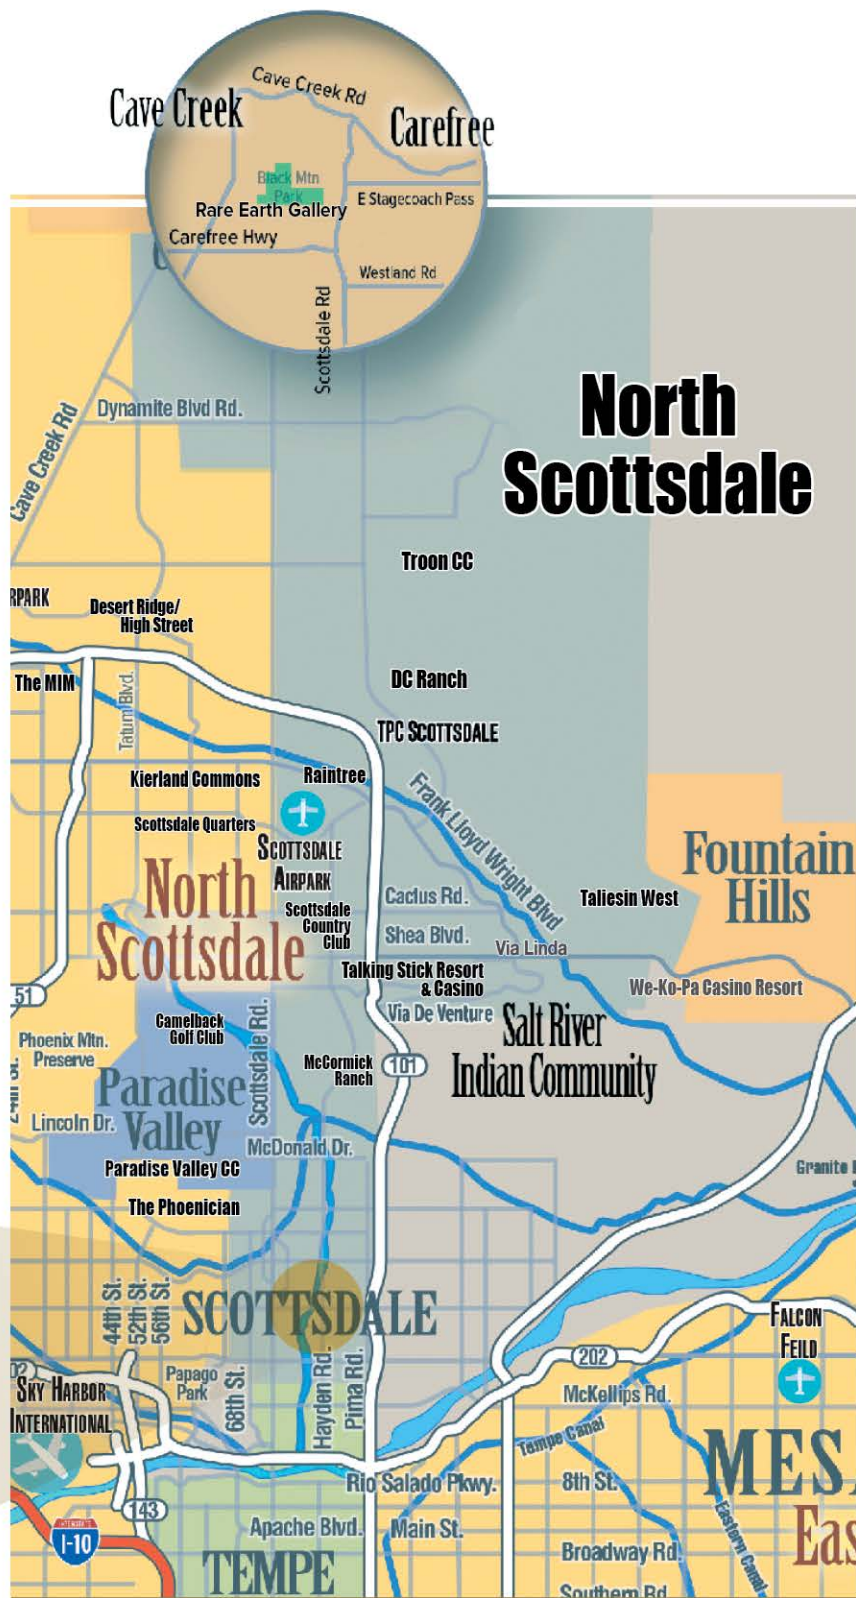 Cave Creek
Cave Creek Rd
Carefree
Black Mtn
Park
E Stagecoach Pass
Rare Earth Gallery
Carefree Hwy
Westland Rd
Scottsdale Rd
Dynamite Blvd Rd.
Cave Creek Rd
North
Scottsdale
Troon CC
RPARK
Desert Ridge/
High Street
The MIM
Tatum Blvd.
DC Ranch
TPC SCOTTSDALE
Kierland Commons
Raintree
Scottsdale Quarters
SCOTTSDALE
AIRPARK
Frank Lloyd Wright Blvd
Fountain
Hills
North
Scottsdale
Scottsdale
Country
Club
Cactus Rd.
Taliesin West
Shea Blvd.
Via Linda
Talking Stick Resort
& Casino
We-Ko-Pa Casino Resort
51
Camelback
Golf Club
Scottsdale Rd.
Via De Venture
Salt River
Indian Community
Phoenix Mtn.
Preserve
24th St.
McCormick
Ranch
101
Paradise
Valley
Lincoln Dr.
McDonald Dr.
Paradise Valley CC
Granite
The Phoenician
44th St.
52th St.
56th St.
SCOTTSDALE
FALCON
FEILD
202
SKY HARBOR
INTERNATIONAL
Papago
Park
68th St.
Hayden Rd.
Pima Rd.
McKellips Rd.
Tempe Canal
MESA
Eas
Rio Salado Pkwy.
8th St.
143
Apache Blvd.
Main St.
Eastern Canal
INTERSTATE
I-10
TEMPE
Broadway Rd.
Southern Rd